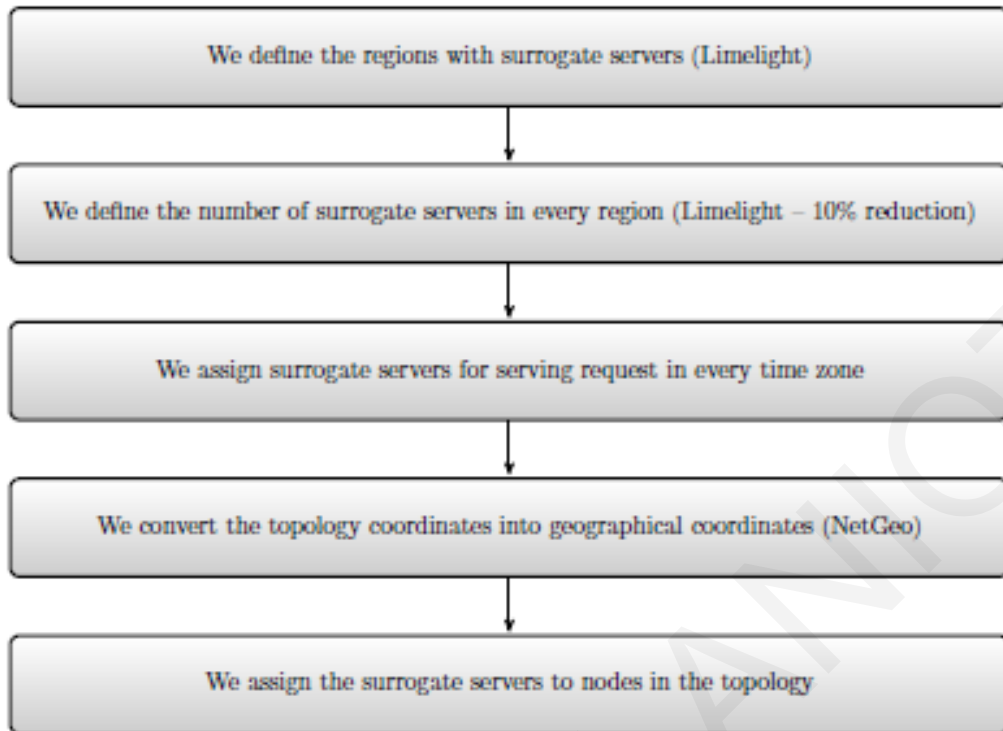 We define the regions with surrogate servers (Limelight)
We define the number of surrogate servers in every region (Limelight – 10% reduction)
We assign surrogate servers for serving request in every time zone
We convert the topology coordinates into geographical coordinates (NetGeo)
We assign the surrogate servers to nodes in the topology